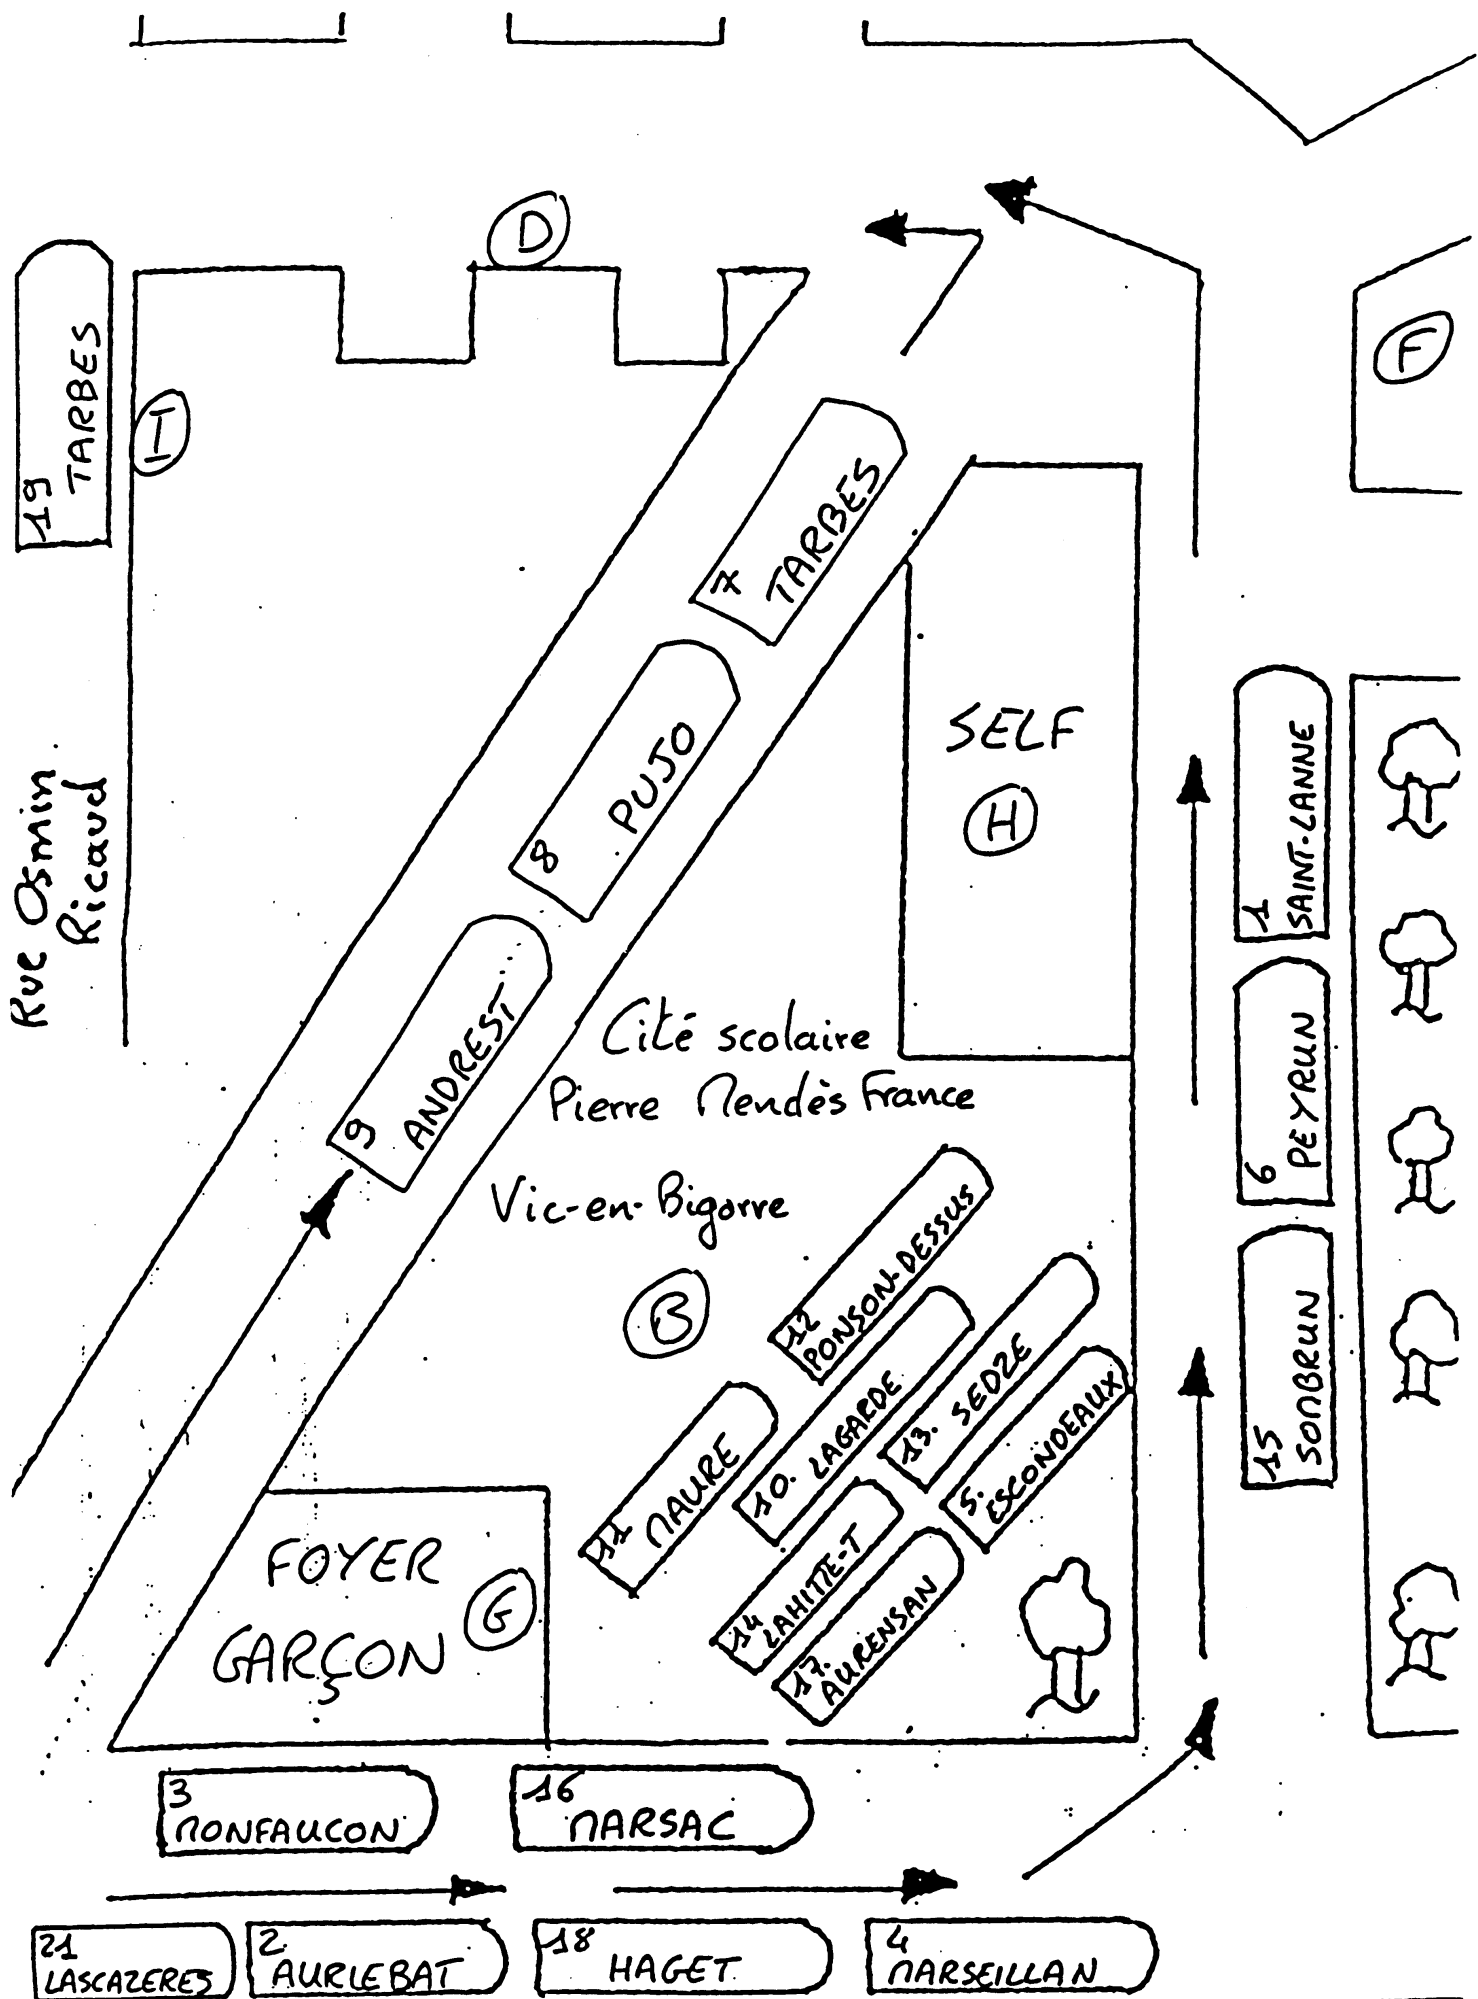 D
F
19
TARBES
I
7
TARBES
8
PUJO
9
ANDREST
Rue Osmin
Ricaud
SELF
H
1
SAINT-LANNE
6
PEYRUN
15
SOMBRUN
Cité scolaire
Pierre Mendès France
Vic-en-Bigorre
B
12
PONSON-DESSUS
10. LAGARDE
13. SEDZE
5.
ESCONDEAUX
11
MAURE
14
LAHITTE-T
17.
AURENSAN
FOYER
GARÇON
G
3
MONFAUCON
16
MARSAC
21
LASCAZERES
2
AURIEBAT
18
HAGET
4
MARSEILLAN